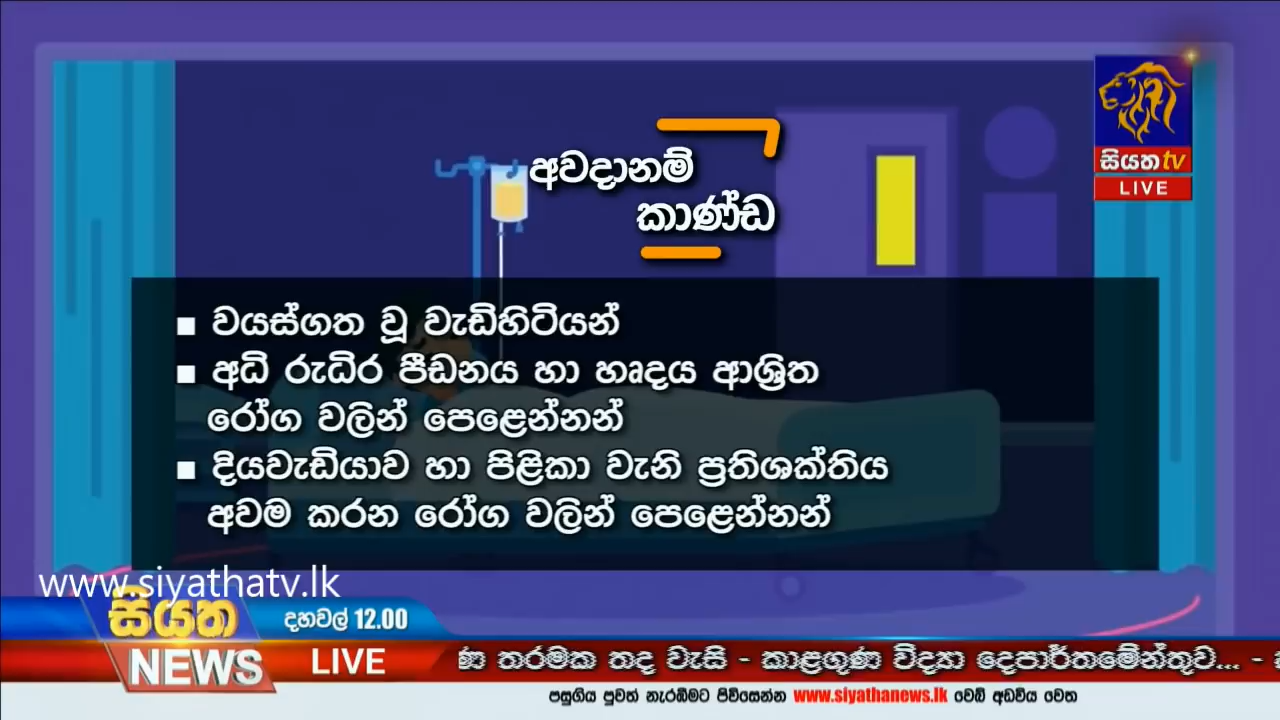 අවදානම්
කාණ්ඩ
සියත tv
LIVE
▪ වයස්ගත වූ වැඩිහිටියන්
▪ අධි රුධිර පීඩනය හා හෘදය ආශ්‍රිත
රෝග වලින් පෙළෙන්නන්
▪ දියවැඩියාව හා පිළිකා වැනි ප්‍රතිශක්තිය
අවම කරන රෝග වලින් පෙළෙන්නන්
www.siyathatv.lk
සියත
දහවල් 12.00
NEWS
LIVE
ණ තරමක තද වැසි - කාළගුණ විද්‍යා දෙපාර්තමේන්තුව... -
පසුගිය පුවත් නැරඹීමට පිවිසෙන්න www.siyathanews.lk වෙබ් අඩවිය වෙත